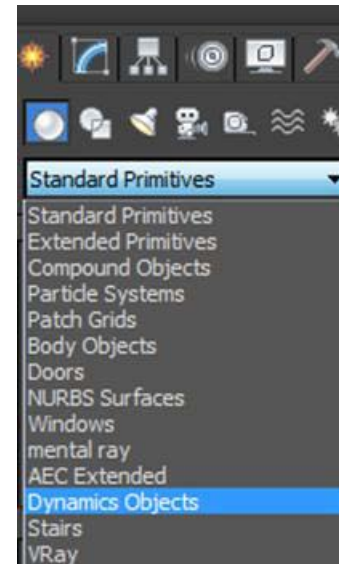 Standard Primitives
Standard Primitives
Extended Primitives
Compound Objects
Particle Systems
Patch Grids
Body Objects
Doors
NURBS Surfaces
Windows
mental ray
AEC Extended
Dynamics Objects
Stairs
VRay